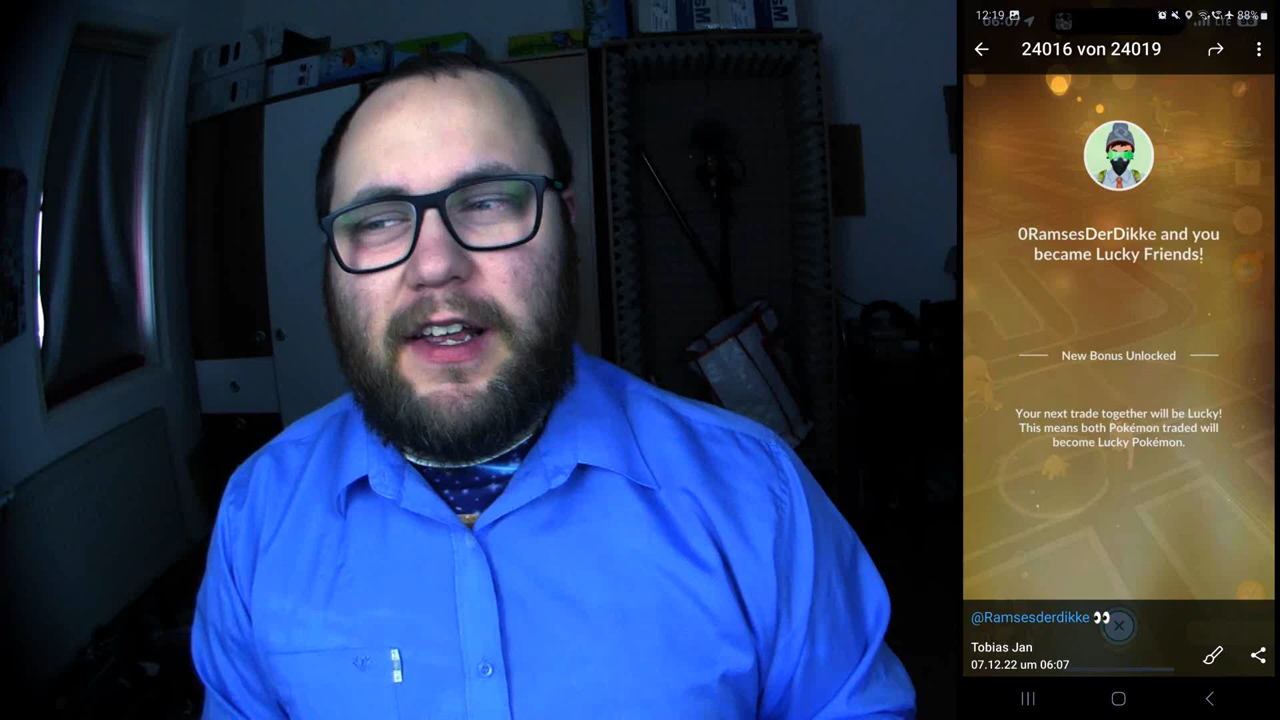 12:19
88%
24016 von 24019
0RamsesDerDikke and you
became Lucky Friends!
New Bonus Unlocked
Your next trade together will be Lucky!
This means both Pokémon traded will
become Lucky Pokémon.
@Ramsesderdikke 👀
Tobias Jan
07.12.22 um 06:07